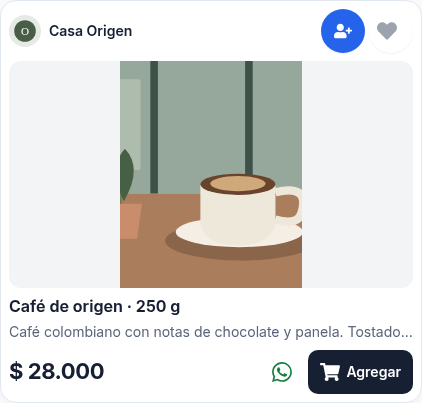 O
Casa Origen
Café de origen · 250 g
Café colombiano con notas de chocolate y panela. Tostado...
$ 28.000
Agregar